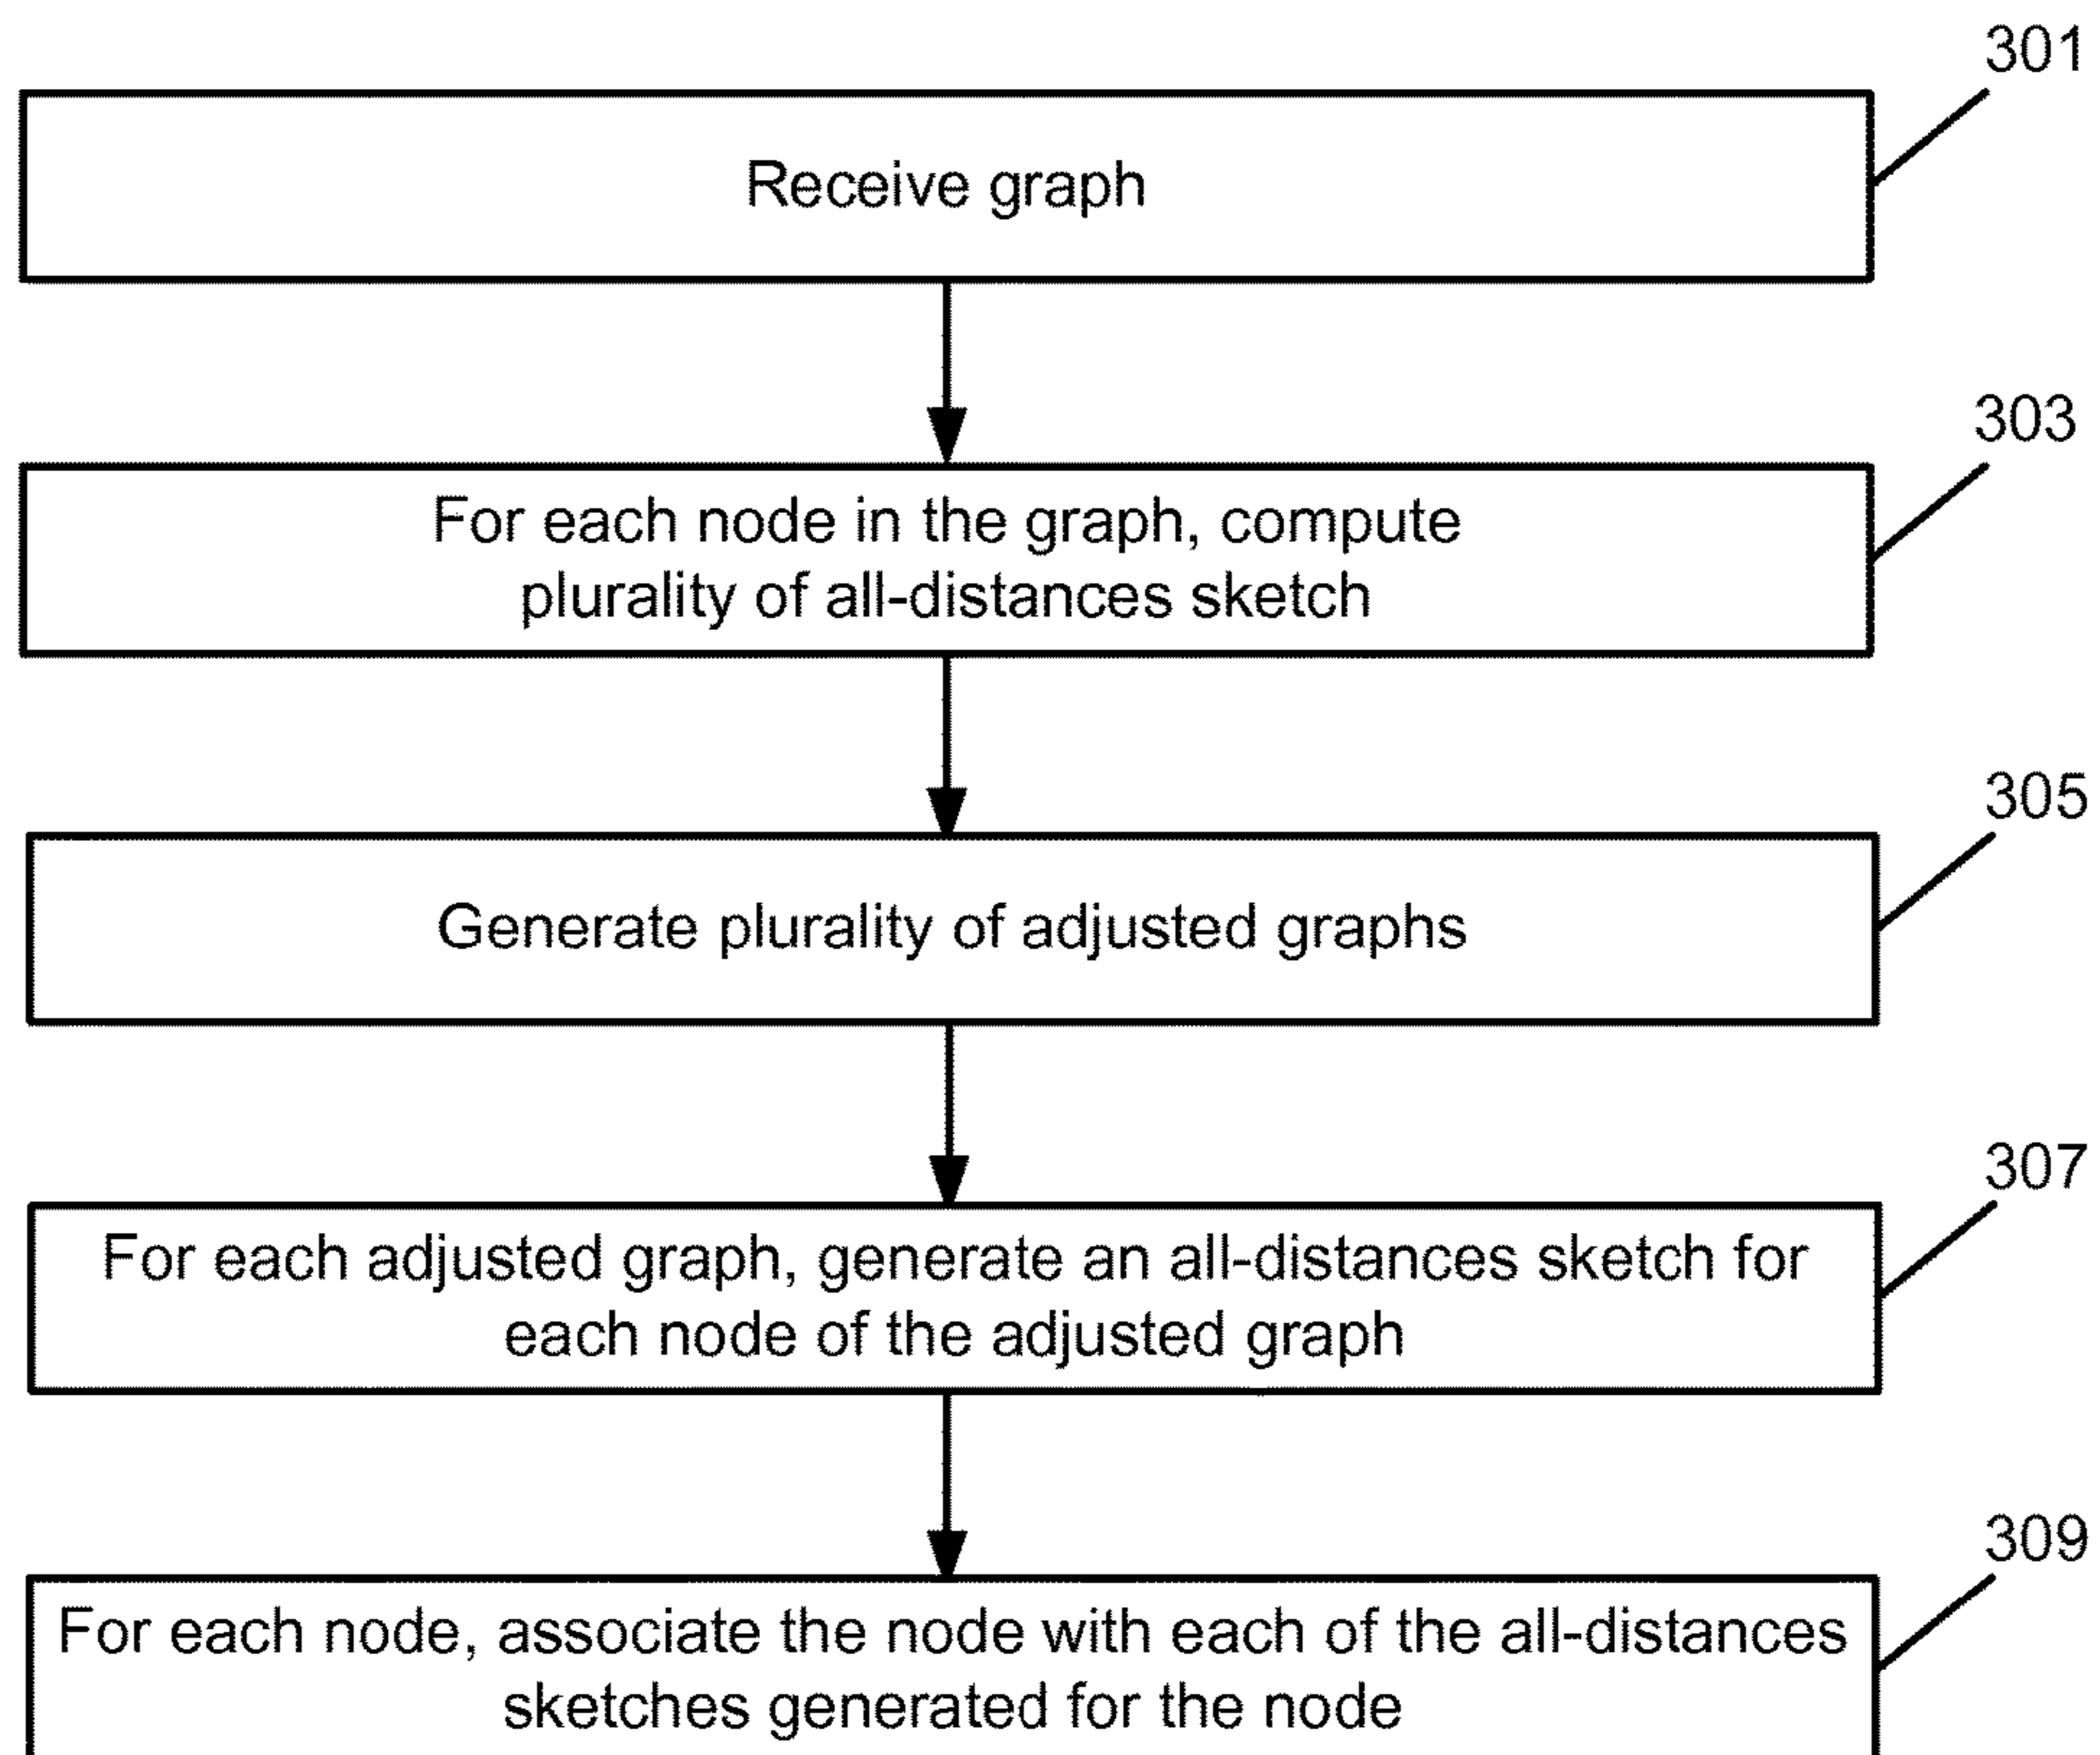 301
Receive graph
303
For each node in the graph, compute
plurality of all-distances sketch
305
Generate plurality of adjusted graphs
307
For each adjusted graph, generate an all-distances sketch for
each node of the adjusted graph
309
For each node, associate the node with each of the all-distances
sketches generated for the node